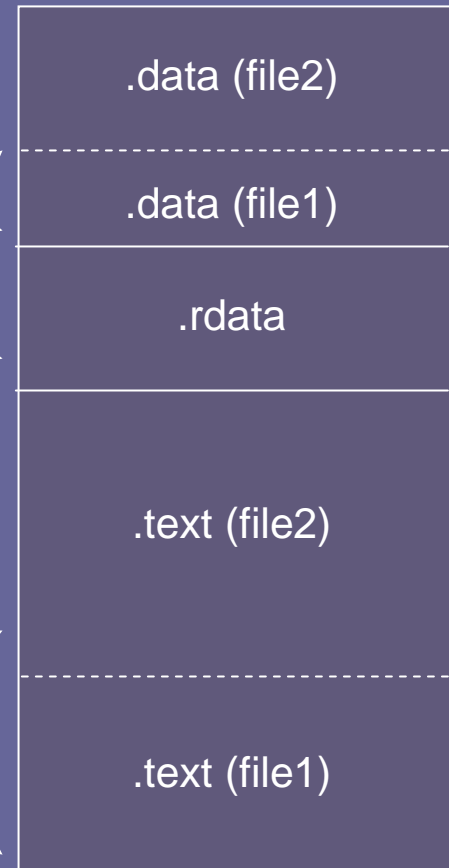 .data (file2)
.data (file1)
.rdata
.text (file2)
.text (file1)